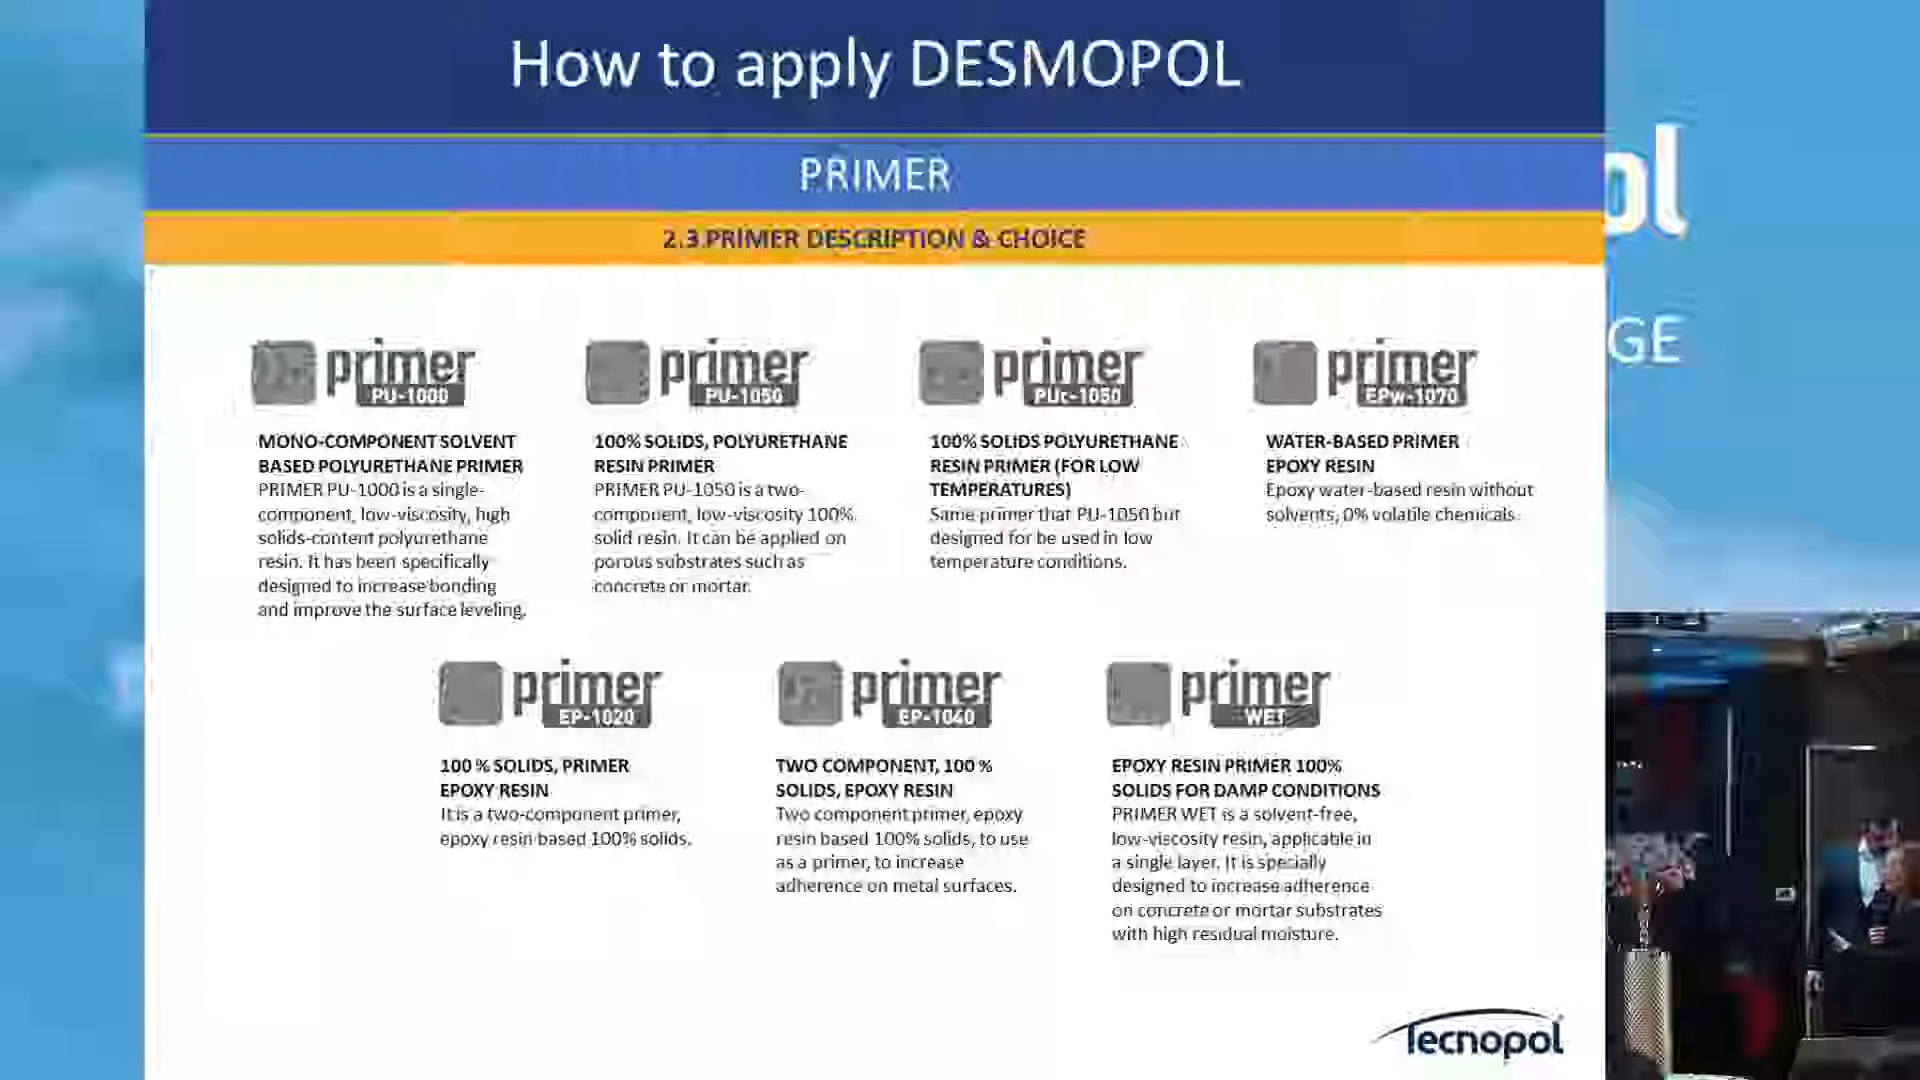 How to apply DESMOPOL
PRIMER
2.3.PRIMER DESCRIPTION & CHOICE
ol
GE
primer
PU-1000
MONO-COMPONENT SOLVENT
BASED POLYURETHANE PRIMER
PRIMER PU-1000 is a single-
component, low-viscosity, high
solids-content polyurethane
resin. It has been specifically
designed to increase bonding
and improve the surface leveling.
primer
PU-1050
100% SOLIDS, POLYURETHANE
RESIN PRIMER
PRIMER PU-1050 is a two-
component, low-viscosity 100%
solid resin. It can be applied on
porous substrates such as
concrete or mortar.
primer
PUc-1050
100% SOLIDS POLYURETHANE
RESIN PRIMER (FOR LOW
TEMPERATURES)
Same primer that PU-1050 but
designed for be used in low
temperature conditions.
primer
EPw-1070
WATER-BASED PRIMER
EPOXY RESIN
Epoxy water-based resin without
solvents, 0% volatile chemicals.
primer
EP-1020
100 % SOLIDS, PRIMER
EPOXY RESIN
It is a two-component primer,
epoxy resin based 100% solids.
primer
EP-1040
TWO COMPONENT, 100 %
SOLIDS, EPOXY RESIN
Two component primer, epoxy
resin based 100% solids, to use
as a primer, to increase
adherence on metal surfaces.
primer
WET
EPOXY RESIN PRIMER 100%
SOLIDS FOR DAMP CONDITIONS
PRIMER WET is a solvent-free,
low-viscosity resin, applicable in
a single layer. It is specially
designed to increase adherence
on concrete or mortar substrates
with high residual moisture.
Tecnopol